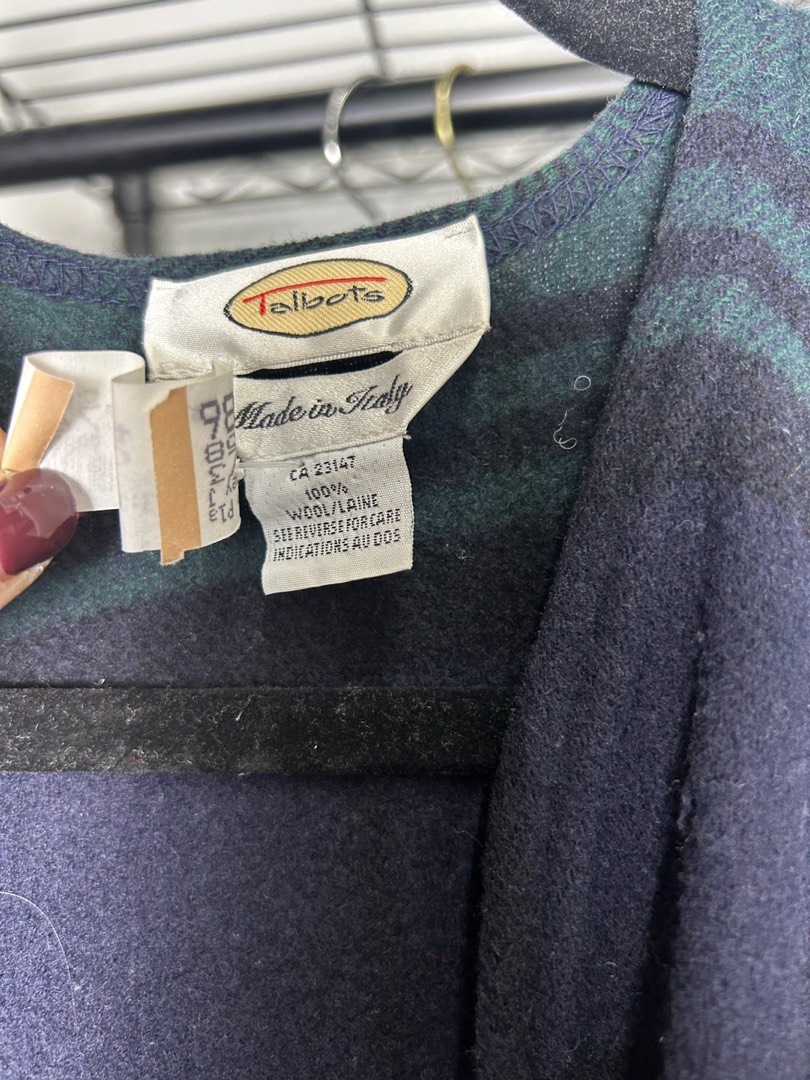 Talbots
Made in Italy
CA 23147
100%
WOOL/LAINE
SEE REVERSE FOR CARE
INDICATIONS AU DOS